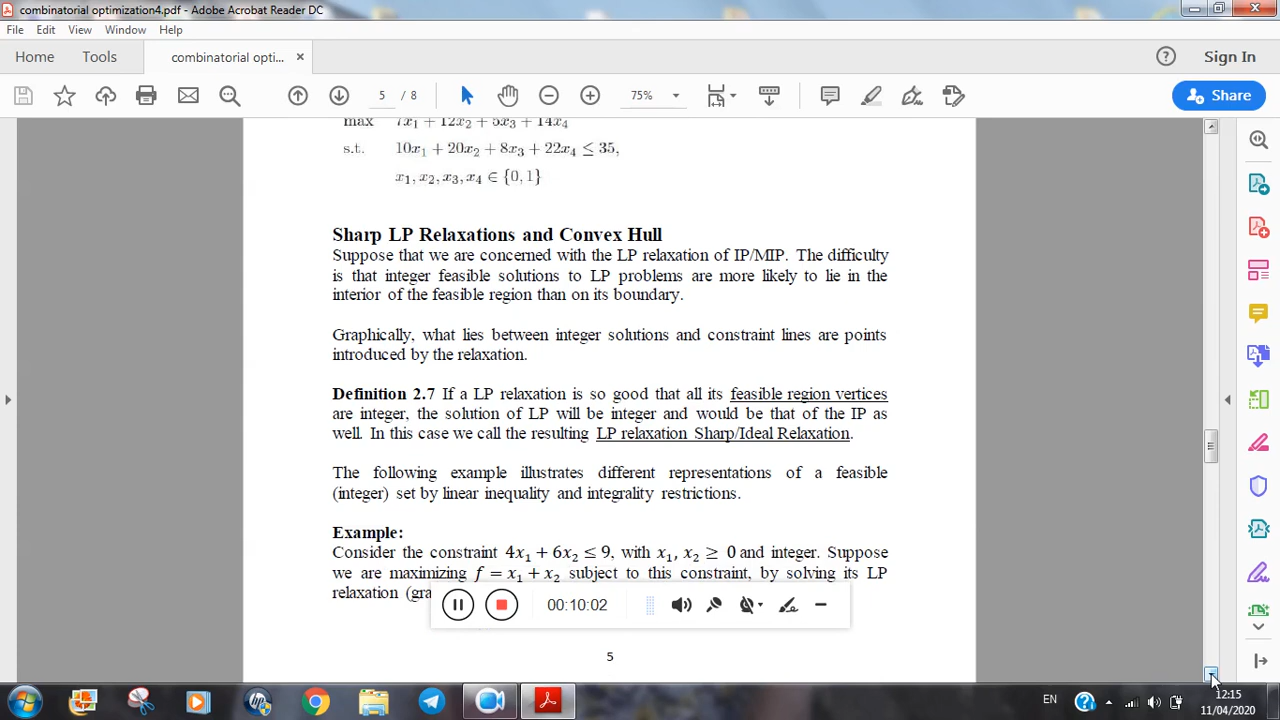 combinatorial optimization4.pdf - Adobe Acrobat Reader DC
File Edit View Window Help
Home Tools combinatorial opti... × Sign In
5 / 8 75% Share
max 7x₁ + 12x₂ + 5x₃ + 14x₄
s.t. 10x₁ + 20x₂ + 8x₃ + 22x₄ ≤ 35,
x₁, x₂, x₃, x₄ ∈ {0, 1}
Sharp LP Relaxations and Convex Hull
Suppose that we are concerned with the LP relaxation of IP/MIP. The difficulty
is that integer feasible solutions to LP problems are more likely to lie in the
interior of the feasible region than on its boundary.
Graphically, what lies between integer solutions and constraint lines are points
introduced by the relaxation.
Definition 2.7 If a LP relaxation is so good that all its feasible region vertices
are integer, the solution of LP will be integer and would be that of the IP as
well. In this case we call the resulting LP relaxation Sharp/Ideal Relaxation.
The following example illustrates different representations of a feasible
(integer) set by linear inequality and integrality restrictions.
Example:
Consider the constraint 4x₁ + 6x₂ ≤ 9, with x₁, x₂ ≥ 0 and integer. Suppose
we are maximizing f = x₁ + x₂ subject to this constraint, by solving its LP
relaxation
00:10:02
5
EN 12:15
11/04/2020